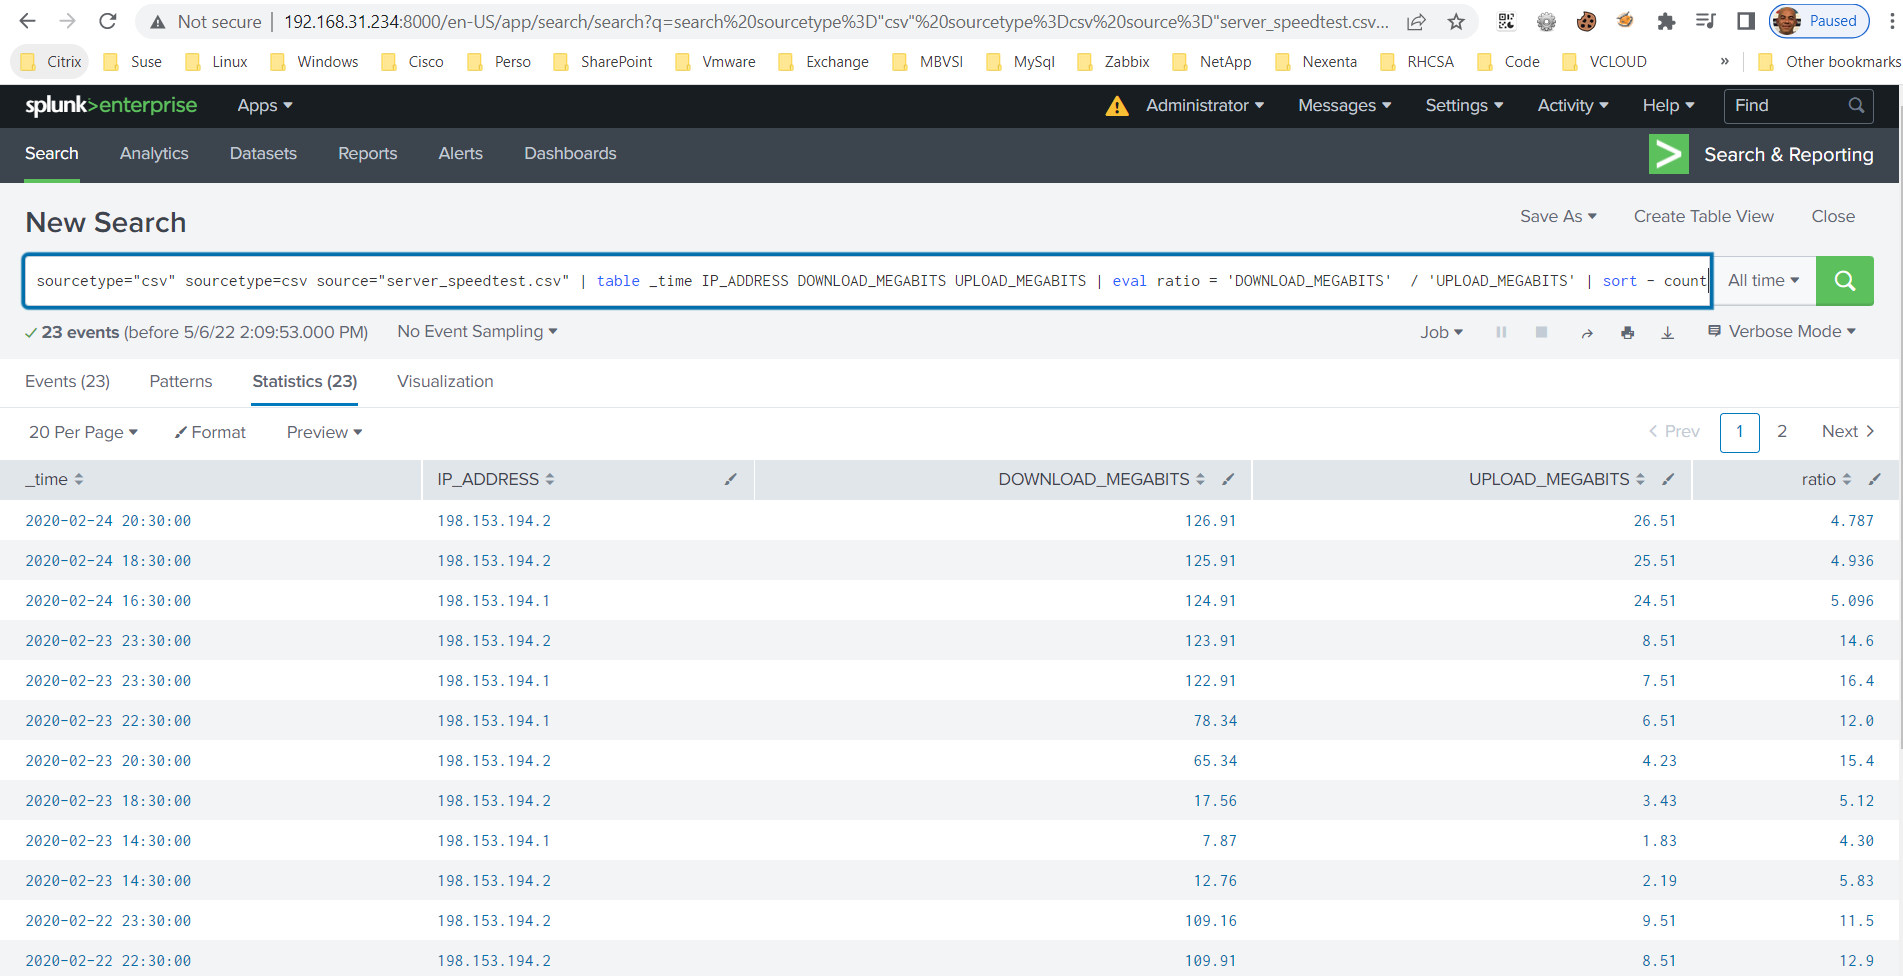 Not secure | 192.168.31.234:8000/en-US/app/search/search?q=search%20sourcetype%3D"csv"%20sourcetype%3Dcsv%20source%3D"server_speedtest.csv... Paused
Citrix Suse Linux Windows Cisco Perso SharePoint Vmware Exchange MBVSI MySql Zabbix NetApp Nexenta RHCSA Code VCLOUD » Other bookmarks
splunk>enterprise Apps Administrator Messages Settings Activity Help Find
Search Analytics Datasets Reports Alerts Dashboards > Search & Reporting
New Search Save As Create Table View Close
sourcetype="csv" sourcetype=csv source="server_speedtest.csv" | table _time IP_ADDRESS DOWNLOAD_MEGABITS UPLOAD_MEGABITS | eval ratio = 'DOWNLOAD_MEGABITS'  / 'UPLOAD_MEGABITS' | sort - count All time
✓ 23 events (before 5/6/22 2:09:53.000 PM) No Event Sampling Job Verbose Mode
Events (23) Patterns Statistics (23) Visualization
20 Per Page Format Preview < Prev 1 2 Next >
_time IP_ADDRESS DOWNLOAD_MEGABITS UPLOAD_MEGABITS ratio
2020-02-24 20:30:00 198.153.194.2 126.91 26.51 4.787
2020-02-24 18:30:00 198.153.194.2 125.91 25.51 4.936
2020-02-24 16:30:00 198.153.194.1 124.91 24.51 5.096
2020-02-23 23:30:00 198.153.194.2 123.91 8.51 14.6
2020-02-23 23:30:00 198.153.194.1 122.91 7.51 16.4
2020-02-23 22:30:00 198.153.194.1 78.34 6.51 12.0
2020-02-23 20:30:00 198.153.194.2 65.34 4.23 15.4
2020-02-23 18:30:00 198.153.194.2 17.56 3.43 5.12
2020-02-23 14:30:00 198.153.194.1 7.87 1.83 4.30
2020-02-23 14:30:00 198.153.194.2 12.76 2.19 5.83
2020-02-22 23:30:00 198.153.194.2 109.16 9.51 11.5
2020-02-22 22:30:00 198.153.194.2 109.91 8.51 12.9